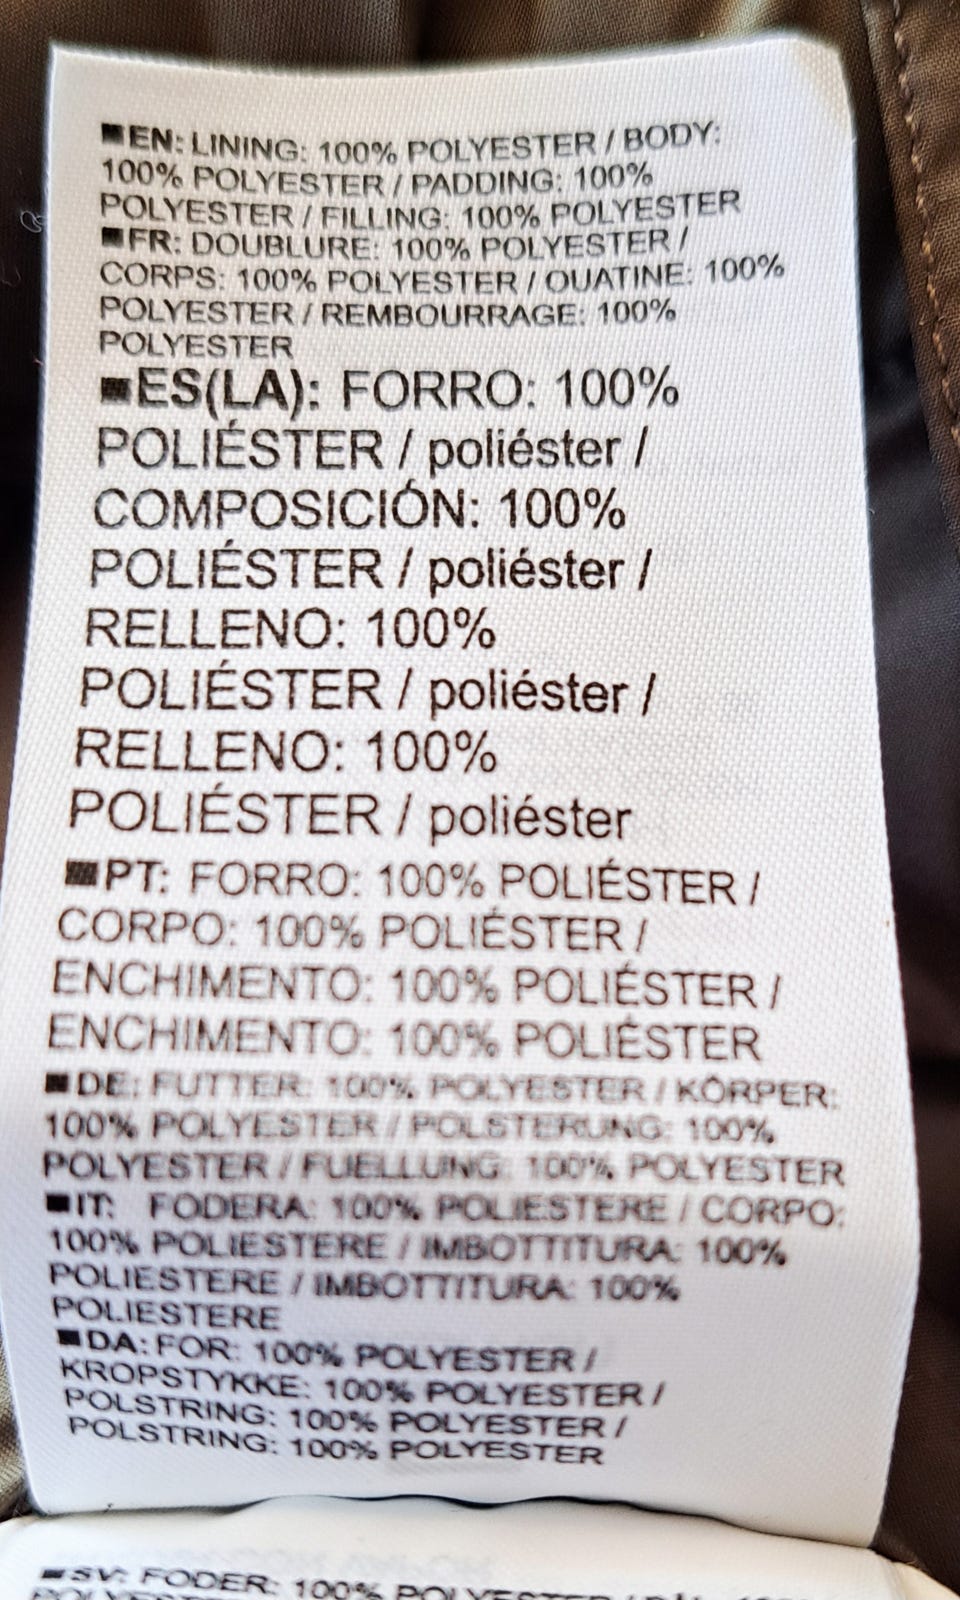 ■EN: LINING: 100% POLYESTER / BODY:
100% POLYESTER / PADDING: 100%
POLYESTER / FILLING: 100% POLYESTER
■FR: DOUBLURE: 100% POLYESTER /
CORPS: 100% POLYESTER / OUATINE: 100%
POLYESTER / REMBOURRAGE: 100%
POLYESTER
■ES(LA): FORRO: 100%
POLIÉSTER / poliéster /
COMPOSICIÓN: 100%
POLIÉSTER / poliéster /
RELLENO: 100%
POLIÉSTER / poliéster /
RELLENO: 100%
POLIÉSTER / poliéster
■PT: FORRO: 100% POLIÉSTER /
CORPO: 100% POLIÉSTER /
ENCHIMENTO: 100% POLIÉSTER /
ENCHIMENTO: 100% POLIÉSTER
■DE: FUTTER: 100% POLYESTER / KÖRPER:
100% POLYESTER / POLSTERUNG: 100%
POLYESTER / FUELLUNG: 100% POLYESTER
■IT: FODERA: 100% POLIESTERE / CORPO:
100% POLIESTERE / IMBOTTITURA: 100%
POLIESTERE / IMBOTTITURA: 100%
POLIESTERE
■DA: FOR: 100% POLYESTER /
KROPSTYKKE: 100% POLYESTER /
POLSTRING: 100% POLYESTER /
POLSTRING: 100% POLYESTER
■SV: FODER: 100% POLYESTER /